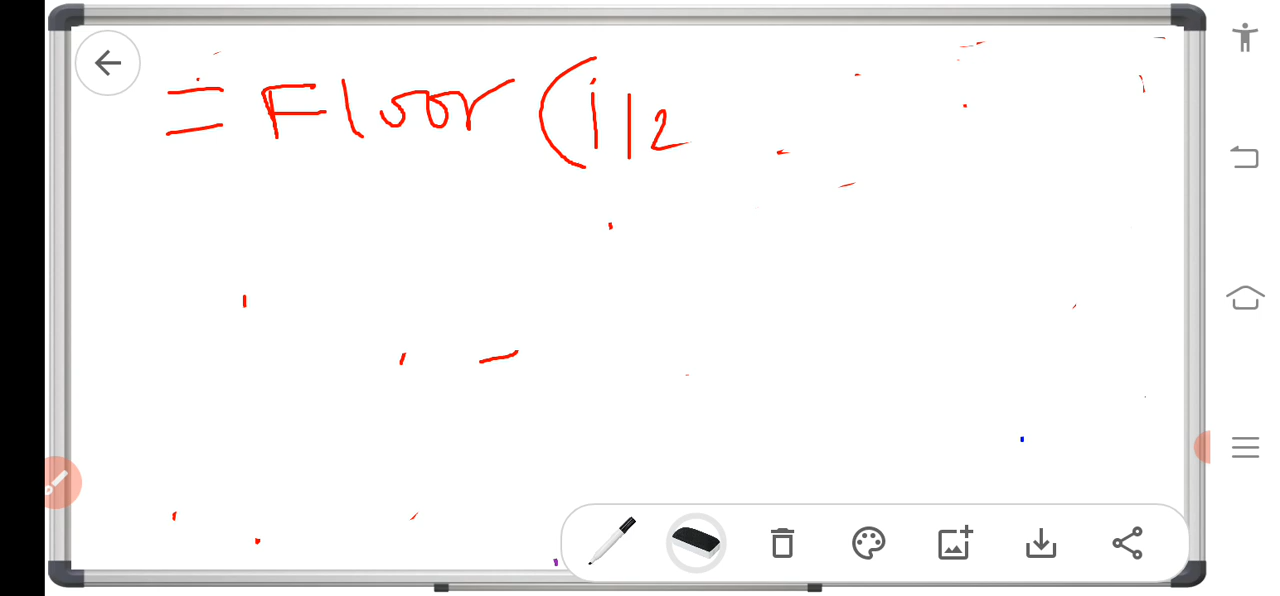 = Floor (i/2